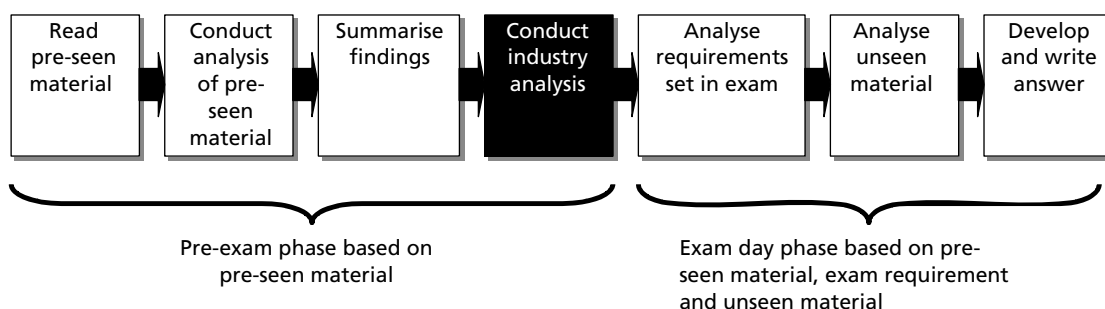 Read
pre-seen
material
Conduct
analysis
of pre-
seen
material
Summarise
findings
Conduct
industry
analysis
Analyse
requirements
set in exam
Analyse
unseen
material
Develop
and write
answer
Pre-exam phase based on
pre-seen material
Exam day phase based on pre-
seen material, exam requirement
and unseen material